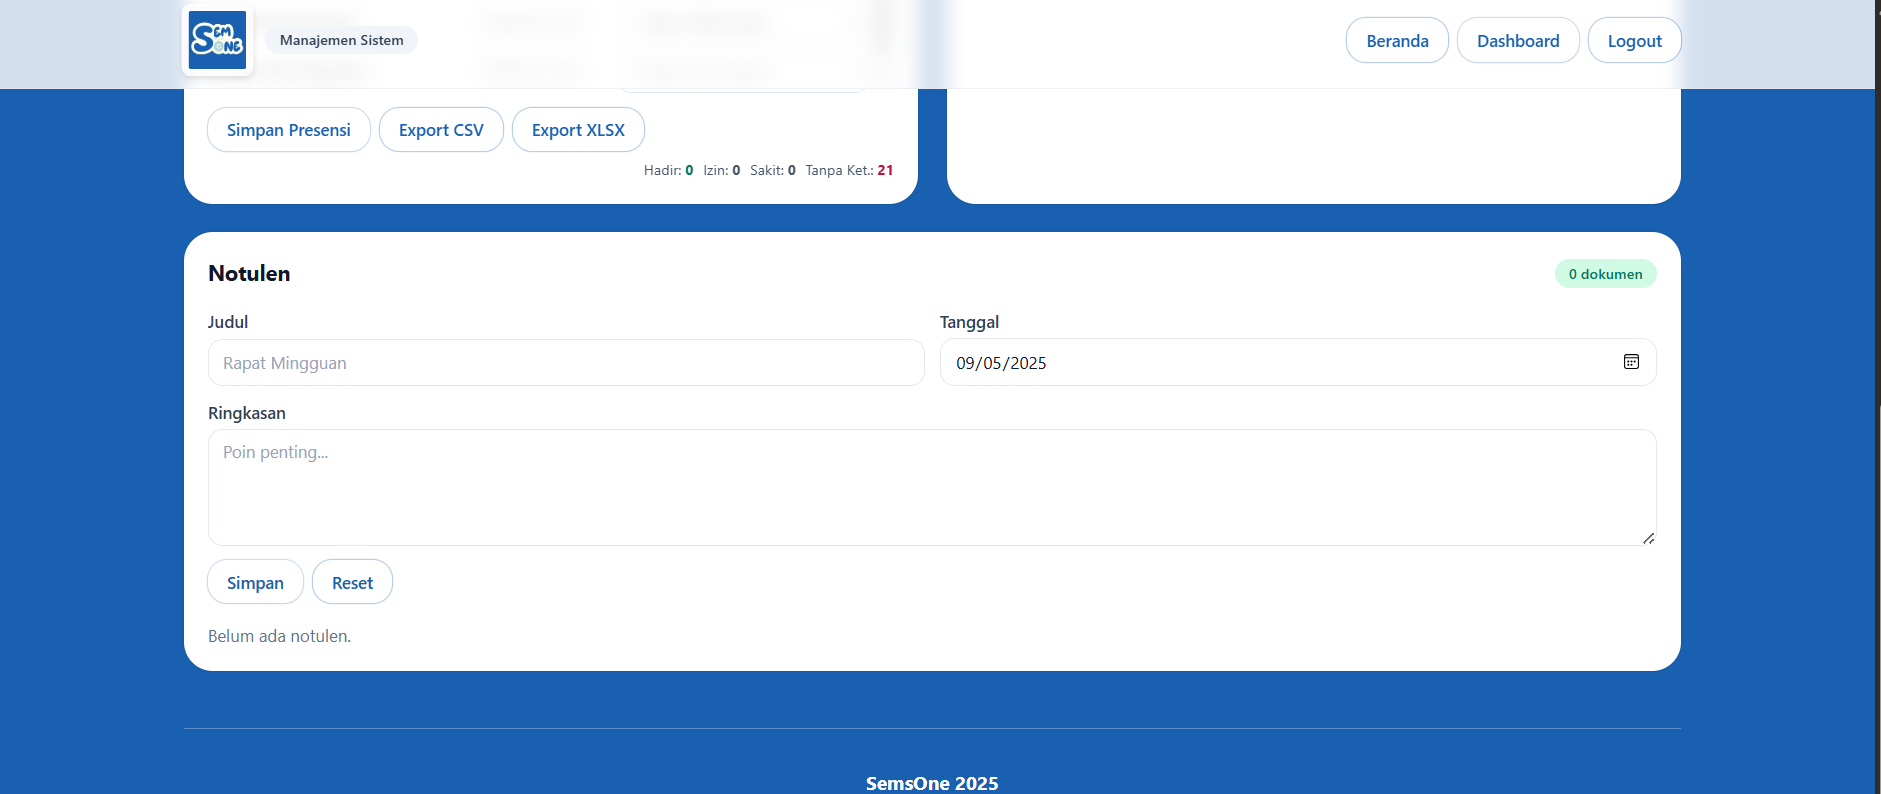 SEM ONE
Manajemen Sistem
Beranda
Dashboard
Logout
Simpan Presensi
Export CSV
Export XLSX
Hadir: 0 Izin: 0 Sakit: 0 Tanpa Ket.: 21
Notulen
0 dokumen
Judul
Tanggal
Rapat Mingguan
09/05/2025
Ringkasan
Poin penting...
Simpan
Reset
Belum ada notulen.
SemsOne 2025